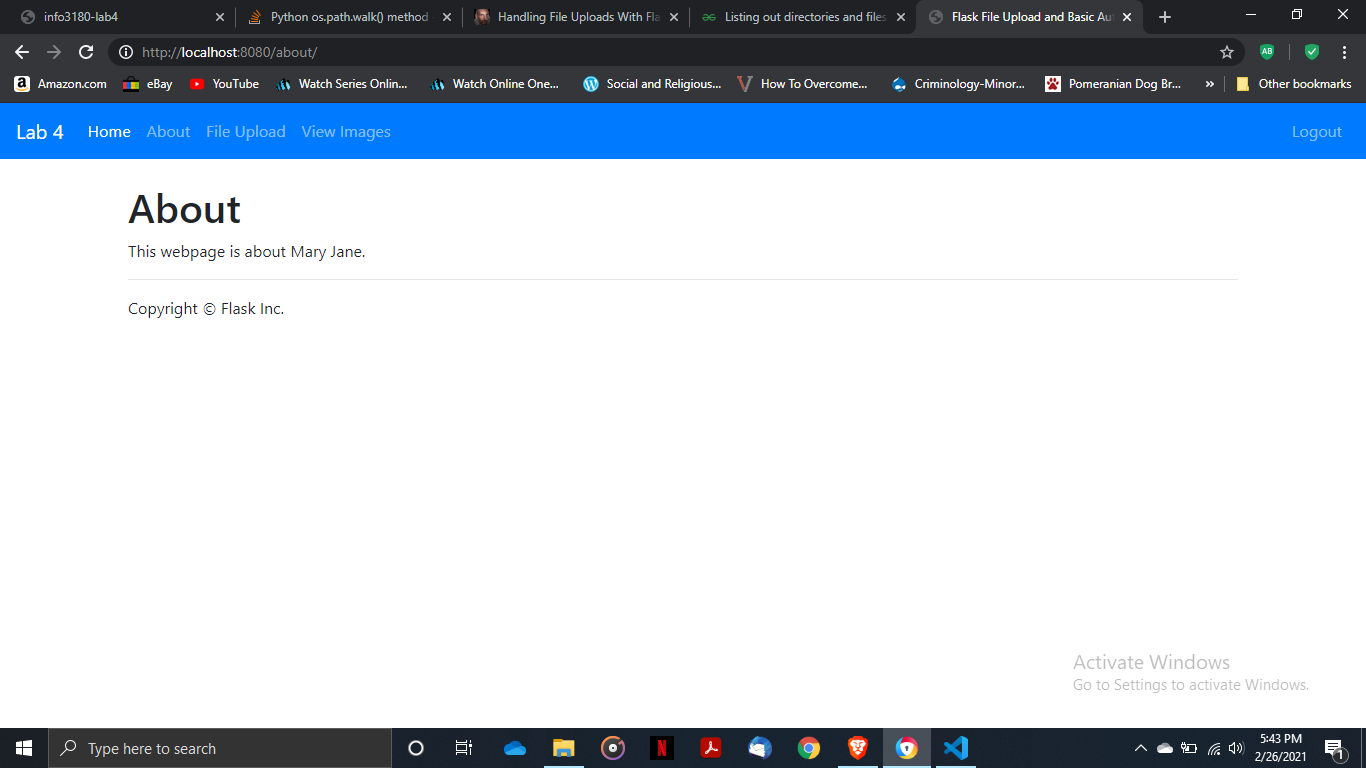 info3180-lab4
Python os.path.walk() method
Handling File Uploads With Fla
Listing out directories and files
Flask File Upload and Basic Au
http://localhost:8080/about/
AB
Amazon.com
eBay
YouTube
Watch Series Onlin...
Watch Online One...
Social and Religious...
How To Overcome...
Criminology-Minor...
Pomeranian Dog Br...
»
Other bookmarks
Lab 4 Home About File Upload View Images Logout
About
This webpage is about Mary Jane.
Copyright © Flask Inc.
Activate Windows
Go to Settings to activate Windows.
Type here to search
5:43 PM
2/26/2021
1